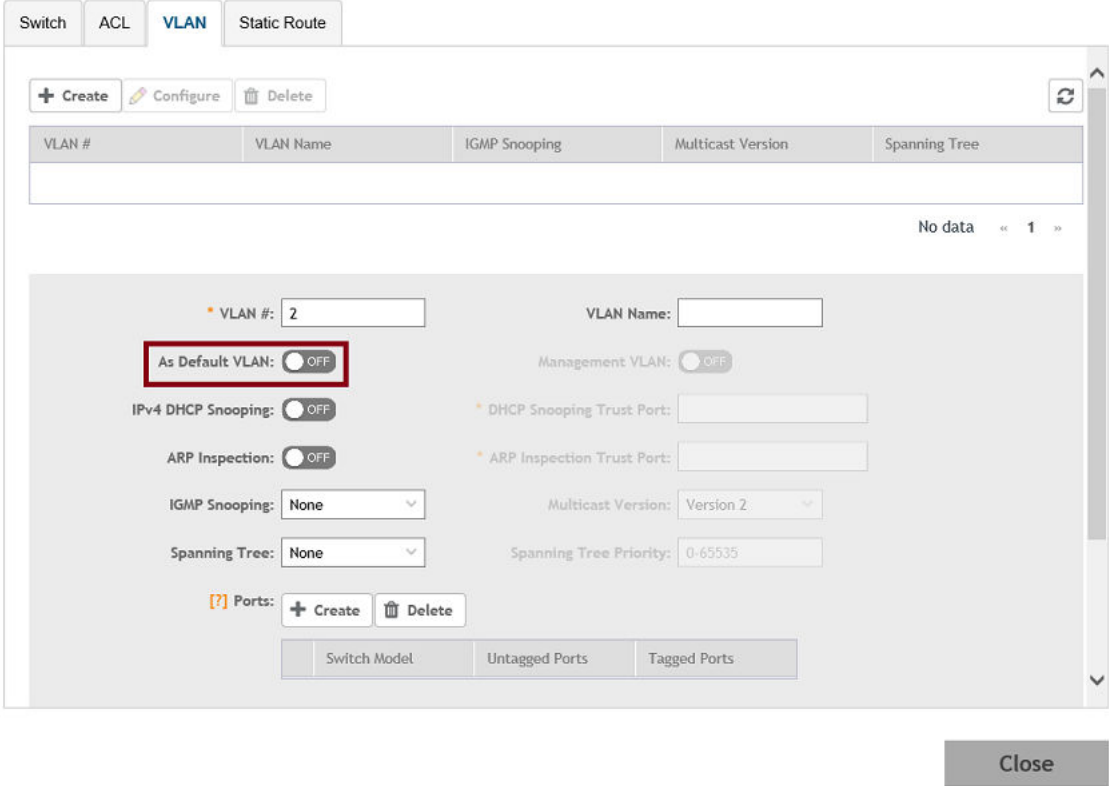 Switch ACL VLAN Static Route
+ Create Configure Delete
VLAN # VLAN Name IGMP Snooping Multicast Version Spanning Tree
No data « 1 »
* VLAN #: 2 VLAN Name:
As Default VLAN: OFF Management VLAN: OFF
IPv4 DHCP Snooping: OFF * DHCP Snooping Trust Port:
ARP Inspection: OFF * ARP Inspection Trust Port:
IGMP Snooping: None Multicast Version: Version 2
Spanning Tree: None Spanning Tree Priority: 0-65535
[?] Ports: + Create Delete
Switch Model Untagged Ports Tagged Ports
Close